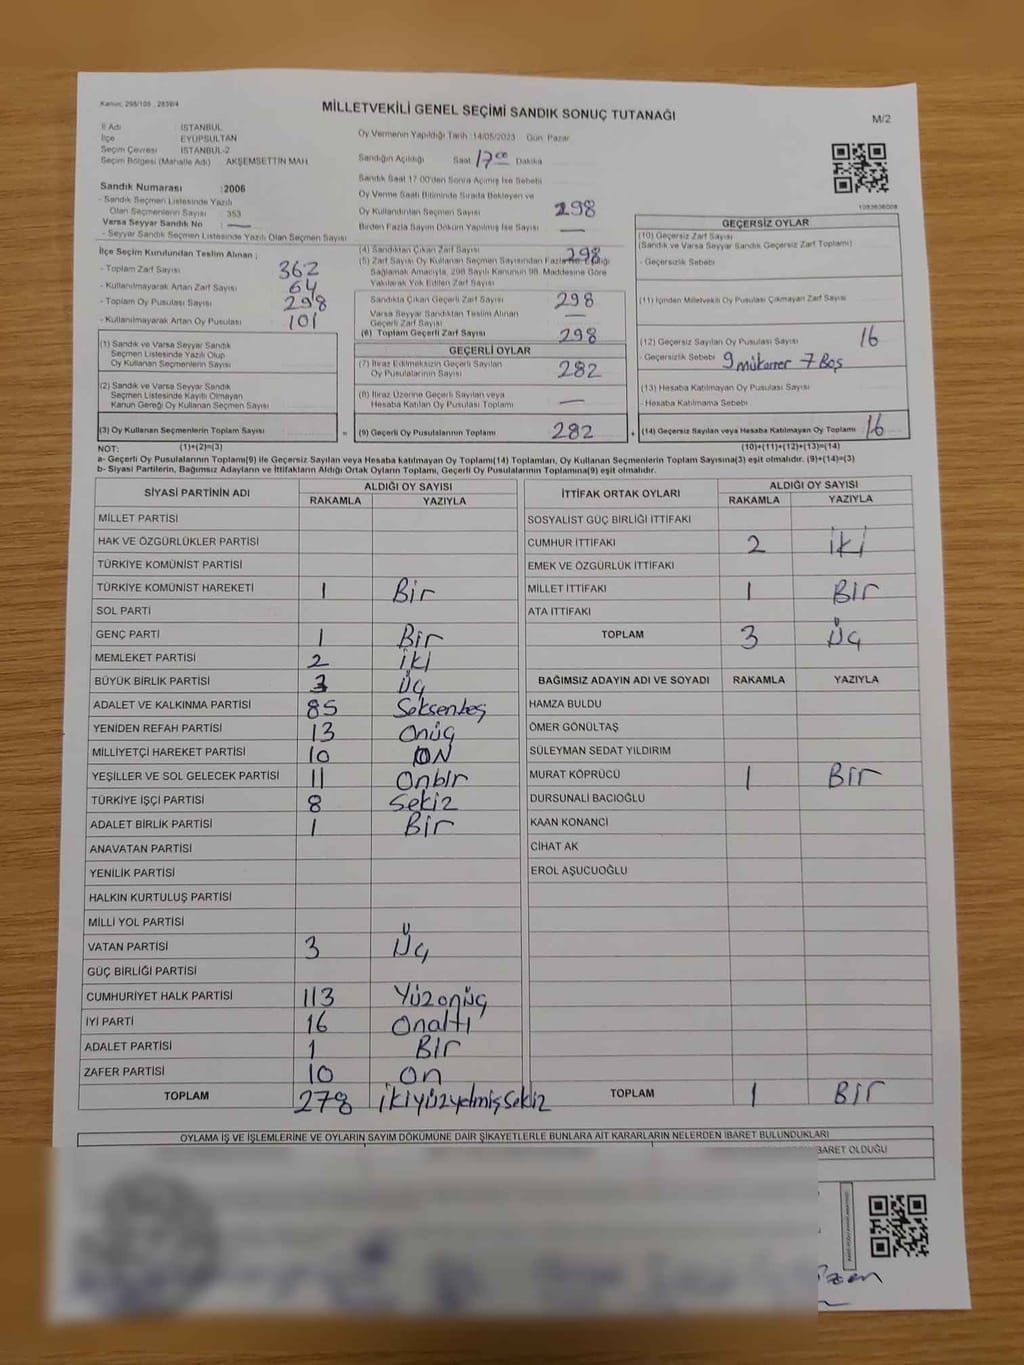 Kanun; 298/105 , 2839/4
MİLLETVEKİLİ GENEL SEÇİMİ SANDIK SONUÇ TUTANAĞI
M/2
İl Adı İSTANBUL
İlçe EYÜPSULTAN
Seçim Çevresi İSTANBUL-2
Seçim Bölgesi (Mahalle Adı) AKŞEMSETTİN MAH.
Sandık Numarası :2006
- Sandık Seçmen Listesinde Yazılı
Olan Seçmenlerin Sayısı 353
Varsa Seyyar Sandık No : —
- Seyyar Sandık Seçmen Listesinde Yazılı Olan Seçmen Sayısı
İlçe Seçim Kurulundan Teslim Alınan ;
- Toplam Zarf Sayısı 362
- Kullanılmayarak Artan Zarf Sayısı 64
- Toplam Oy Pusulası Sayısı 298
- Kullanılmayarak Artan Oy Pusulası 101
Oy Vermenin Yapıldığı Tarih :14/05/2023 Gün: Pazar
Sandığın Açıldığı Saat 17 00 Dakika
Sandık Saat 17.00'den Sonra Açılmış İse Sebebi
Oy Verme Saati Bitiminde Sırada Bekleyen ve
Oy Kullandırılan Seçmen Sayısı 298
Birden Fazla Sayım Döküm Yapılmış İse Sayısı —
(4) Sandıktan Çıkan Zarf Sayısı 298
(5) Zarf Sayısı Oy Kullanan Seçmen Sayısından Fazla ise, Eşitliği
Sağlamak Amacıyla, 298 Sayılı Kanunun 98. Maddesine Göre
Yakılarak Yok Edilen Zarf Sayısı
Sandıkta Çıkan Geçerli Zarf Sayısı 298
Varsa Seyyar Sandıktan Teslim Alınan
Geçerli Zarf Sayısı —
(6) Toplam Geçerli Zarf Sayısı 298
1083636008
GEÇERSİZ OYLAR
(10) Geçersiz Zarf Sayısı
(Sandık ve Varsa Seyyar Sandık Geçersiz Zarf Toplamı)
- Geçersizlik Sebebi
(11) İçinden Milletvekili Oy Pusulası Çıkmayan Zarf Sayısı
(12) Geçersiz Sayılan Oy Pusulası Sayısı 16
- Geçersizlik Sebebi 9 mükerrer 7 Boş
(13) Hesaba Katılmayan Oy Pusulası Sayısı
- Hesaba Katılmama Sebebi
(14) Geçersiz Sayılan veya Hesaba Katılmayan Oy Toplamı 16
(1) Sandık ve Varsa Seyyar Sandık
Seçmen Listesinde Yazılı Olup
Oy Kullanan Seçmenlerin Sayısı
(2) Sandık ve Varsa Seyyar Sandık
Seçmen Listesinde Kayıtlı Olmayan
Kanun Gereği Oy Kullanan Seçmen Sayısı
(3) Oy Kullanan Seçmenlerin Toplam Sayısı =
GEÇERLİ OYLAR
(7) İtiraz Edilmeksizin Geçerli Sayılan
Oy Pusulalarının Sayısı 282
(8) İtiraz Üzerine Geçerli Sayılan veya
Hesaba Katılan Oy Pusulası Toplamı —
(9) Geçerli Oy Pusulalarının Toplamı 282 +
NOT: (1)+(2)=(3) (10)+(11)+(12)+(13)=(14)
a- Geçerli Oy Pusulalarının Toplamı(9) ile Geçersiz Sayılan veya Hesaba katılmayan Oy Toplamı(14) Toplamları, Oy Kullanan Seçmenlerin Toplam Sayısına(3) eşit olmalıdır. (9)+(14)=(3)
b- Siyasi Partilerin, Bağımsız Adayların ve İttifakların Aldığı Ortak Oyların Toplamı, Geçerli Oy Pusulalarının Toplamına(9) eşit olmalıdır.
SİYASİ PARTİNİN ADI ALDIĞI OY SAYISI
RAKAMLA YAZIYLA
MİLLET PARTİSİ
HAK VE ÖZGÜRLÜKLER PARTİSİ
TÜRKİYE KOMÜNİST PARTİSİ
TÜRKİYE KOMÜNİST HAREKETİ 1 Bir
SOL PARTİ
GENÇ PARTİ 1 Bir
MEMLEKET PARTİSİ 2 iki
BÜYÜK BİRLİK PARTİSİ 3 Üç
ADALET VE KALKINMA PARTİSİ 85 Seksenbeş
YENİDEN REFAH PARTİSİ 13 Onüç
MİLLİYETÇİ HAREKET PARTİSİ 10 ON
YEŞİLLER VE SOL GELECEK PARTİSİ 11 Onbir
TÜRKİYE İŞÇİ PARTİSİ 8 Sekiz
ADALET BİRLİK PARTİSİ 1 Bir
ANAVATAN PARTİSİ
YENİLİK PARTİSİ
HALKIN KURTULUŞ PARTİSİ
MİLLİ YOL PARTİSİ
VATAN PARTİSİ 3 Üç
GÜÇ BİRLİĞİ PARTİSİ
CUMHURİYET HALK PARTİSİ 113 Yüzonüç
İYİ PARTİ 16 Onaltı
ADALET PARTİSİ 1 Bir
ZAFER PARTİSİ 10 on
TOPLAM 278 ikiyüzyetmişsekiz
İTTİFAK ORTAK OYLARI ALDIĞI OY SAYISI
RAKAMLA YAZIYLA
SOSYALİST GÜÇ BİRLİĞİ İTTİFAKI
CUMHUR İTTİFAKI 2 iki
EMEK VE ÖZGÜRLÜK İTTİFAKI
MİLLET İTTİFAKI 1 Bir
ATA İTTİFAKI
TOPLAM 3 Üç
BAĞIMSIZ ADAYIN ADI VE SOYADI RAKAMLA YAZIYLA
HAMZA BULDU
ÖMER GÖNÜLTAŞ
SÜLEYMAN SEDAT YILDIRIM
MURAT KÖPRÜCÜ 1 Bir
DURSUNALİ BACIOĞLU
KAAN KONANCI
CİHAT AK
EROL AŞUCUOĞLU
TOPLAM 1 Bir
OYLAMA İŞ VE İŞLEMLERİNE VE OYLARIN SAYIM DÖKÜMÜNE DAİR ŞİKAYETLERLE BUNLARA AİT KARARLARIN NELERDEN İBARET BULUNDUKLARI
BARET OLDUĞU